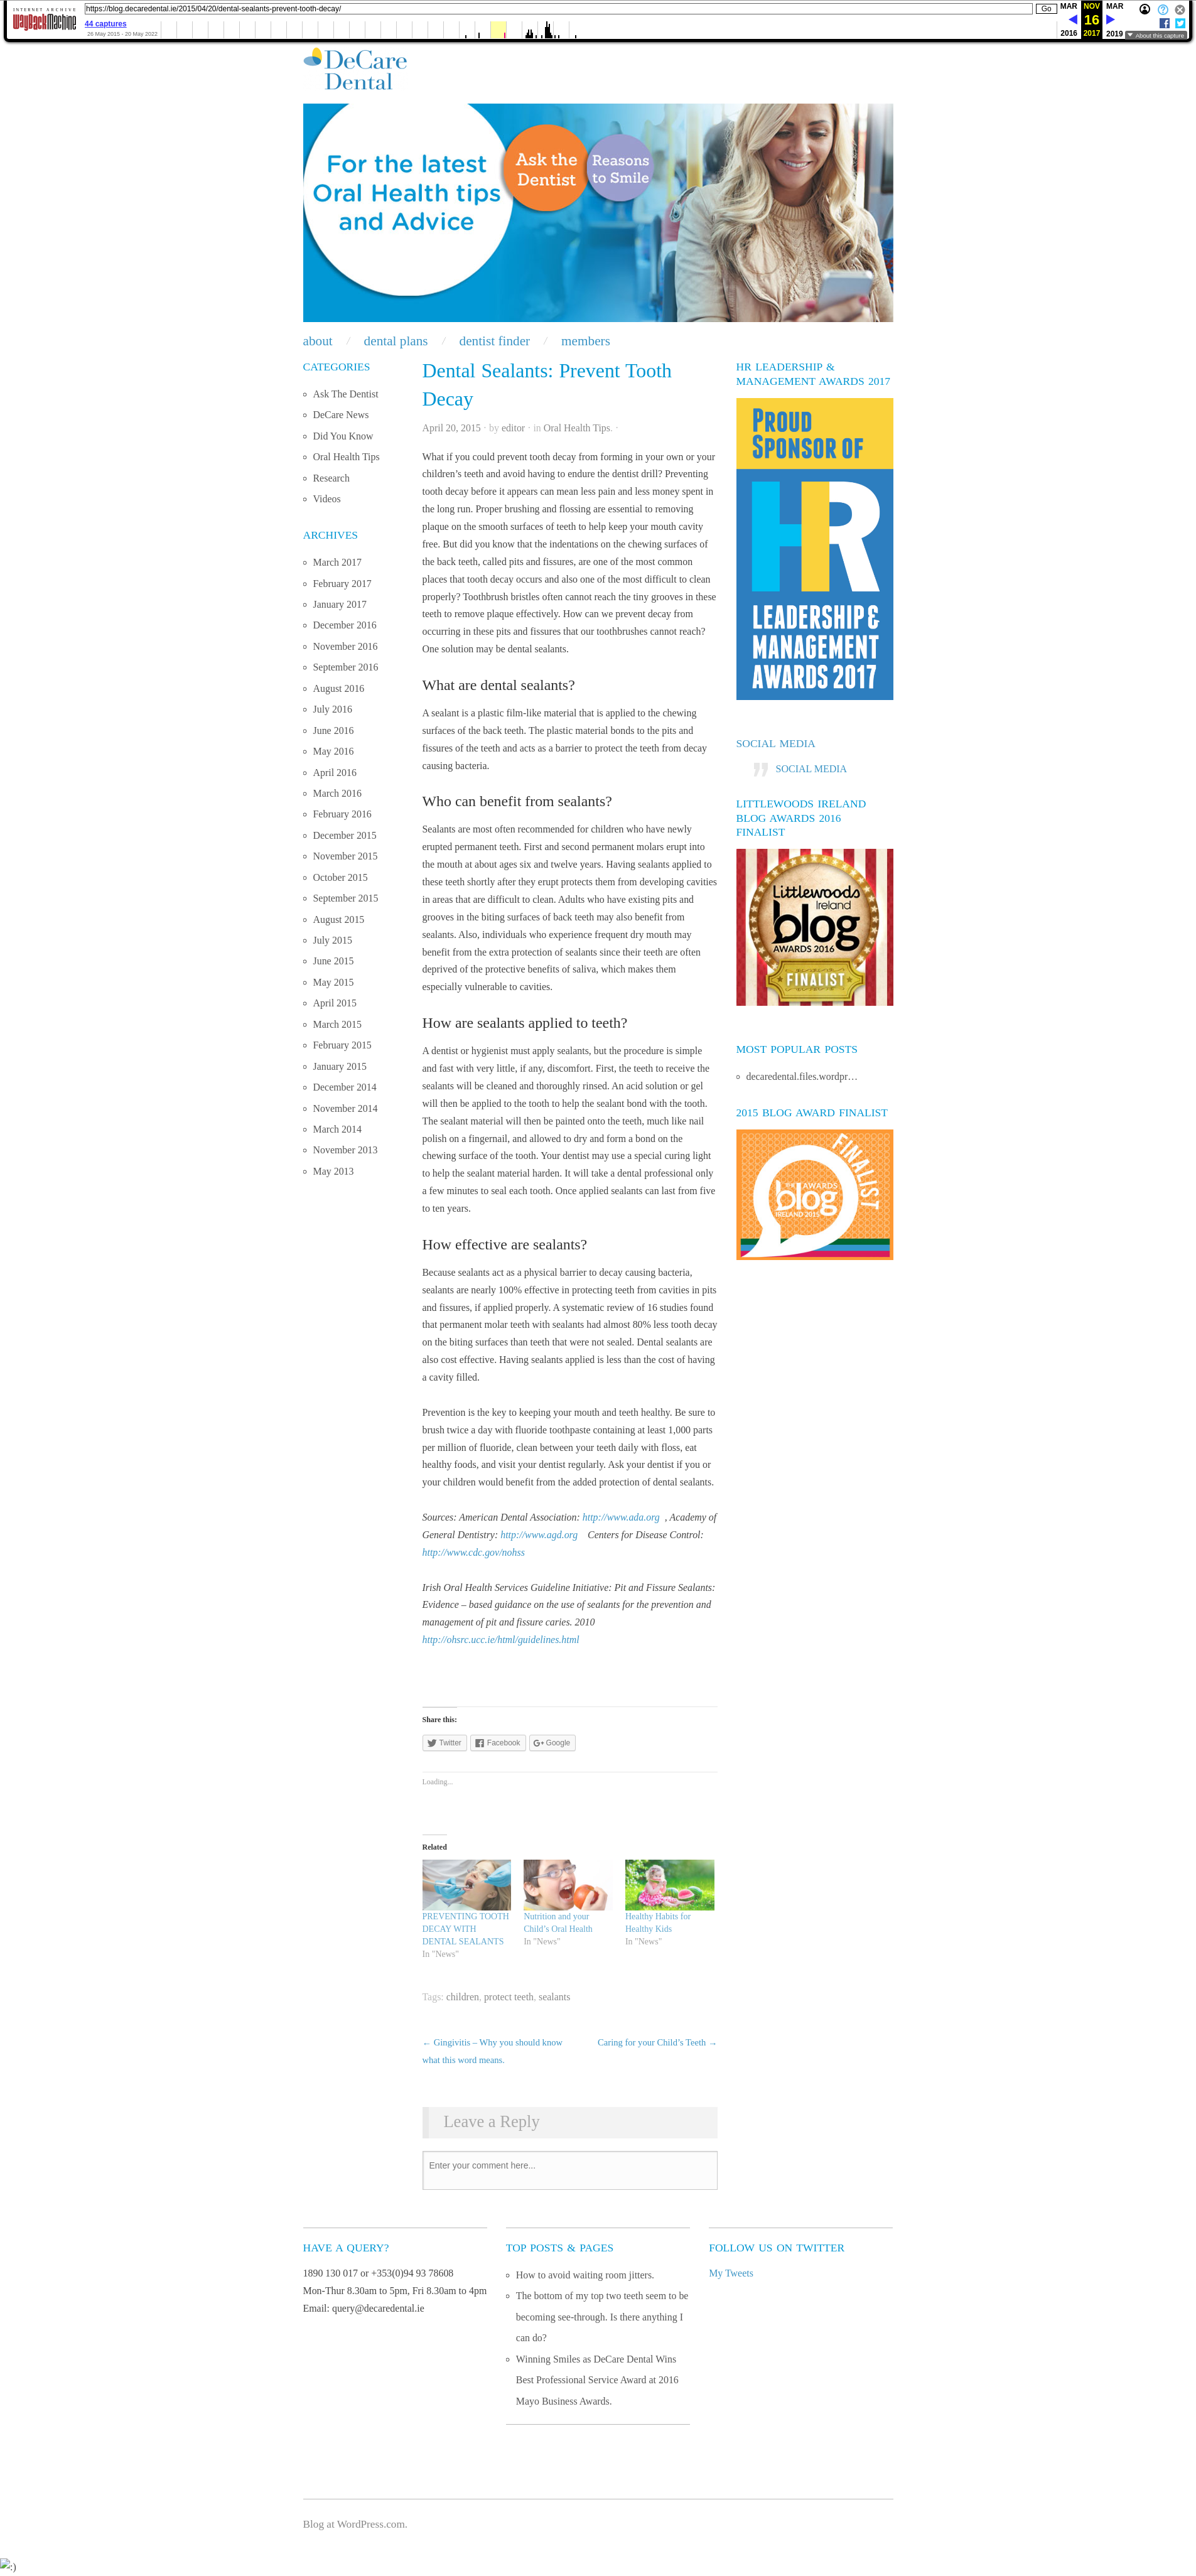 INTERNET ARCHIVE
WayBackMachine
https://blog.decaredental.ie/2015/04/20/dental-sealants-prevent-tooth-decay/
Go
44 captures
26 May 2015 - 20 May 2022
MAR
NOV
MAR
16
2016
2017
2019
About this capture
DeCare
Dental
For the latest
Oral Health tips
and Advice
Ask the
Dentist
Reasons
to Smile
about / dental plans / dentist finder / members
CATEGORIES
Ask The Dentist
DeCare News
Did You Know
Oral Health Tips
Research
Videos
ARCHIVES
March 2017
February 2017
January 2017
December 2016
November 2016
September 2016
August 2016
July 2016
June 2016
May 2016
April 2016
March 2016
February 2016
December 2015
November 2015
October 2015
September 2015
August 2015
July 2015
June 2015
May 2015
April 2015
March 2015
February 2015
January 2015
December 2014
November 2014
March 2014
November 2013
May 2013
Dental Sealants: Prevent Tooth
Decay
April 20, 2015 · by editor · in Oral Health Tips. ·
What if you could prevent tooth decay from forming in your own or your
children’s teeth and avoid having to endure the dentist drill? Preventing
tooth decay before it appears can mean less pain and less money spent in
the long run. Proper brushing and flossing are essential to removing
plaque on the smooth surfaces of teeth to help keep your mouth cavity
free. But did you know that the indentations on the chewing surfaces of
the back teeth, called pits and fissures, are one of the most common
places that tooth decay occurs and also one of the most difficult to clean
properly? Toothbrush bristles often cannot reach the tiny grooves in these
teeth to remove plaque effectively. How can we prevent decay from
occurring in these pits and fissures that our toothbrushes cannot reach?
One solution may be dental sealants.
What are dental sealants?
A sealant is a plastic film-like material that is applied to the chewing
surfaces of the back teeth. The plastic material bonds to the pits and
fissures of the teeth and acts as a barrier to protect the teeth from decay
causing bacteria.
Who can benefit from sealants?
Sealants are most often recommended for children who have newly
erupted permanent teeth. First and second permanent molars erupt into
the mouth at about ages six and twelve years. Having sealants applied to
these teeth shortly after they erupt protects them from developing cavities
in areas that are difficult to clean. Adults who have existing pits and
grooves in the biting surfaces of back teeth may also benefit from
sealants. Also, individuals who experience frequent dry mouth may
benefit from the extra protection of sealants since their teeth are often
deprived of the protective benefits of saliva, which makes them
especially vulnerable to cavities.
How are sealants applied to teeth?
A dentist or hygienist must apply sealants, but the procedure is simple
and fast with very little, if any, discomfort. First, the teeth to receive the
sealants will be cleaned and thoroughly rinsed. An acid solution or gel
will then be applied to the tooth to help the sealant bond with the tooth.
The sealant material will then be painted onto the teeth, much like nail
polish on a fingernail, and allowed to dry and form a bond on the
chewing surface of the tooth. Your dentist may use a special curing light
to help the sealant material harden. It will take a dental professional only
a few minutes to seal each tooth. Once applied sealants can last from five
to ten years.
How effective are sealants?
Because sealants act as a physical barrier to decay causing bacteria,
sealants are nearly 100% effective in protecting teeth from cavities in pits
and fissures, if applied properly. A systematic review of 16 studies found
that permanent molar teeth with sealants had almost 80% less tooth decay
on the biting surfaces than teeth that were not sealed. Dental sealants are
also cost effective. Having sealants applied is less than the cost of having
a cavity filled.
Prevention is the key to keeping your mouth and teeth healthy. Be sure to
brush twice a day with fluoride toothpaste containing at least 1,000 parts
per million of fluoride, clean between your teeth daily with floss, eat
healthy foods, and visit your dentist regularly. Ask your dentist if you or
your children would benefit from the added protection of dental sealants.
Sources: American Dental Association: http://www.ada.org , Academy of
General Dentistry: http://www.agd.org Centers for Disease Control:
http://www.cdc.gov/nohss
Irish Oral Health Services Guideline Initiative: Pit and Fissure Sealants:
Evidence – based guidance on the use of sealants for the prevention and
management of pit and fissure caries. 2010
http://ohsrc.ucc.ie/html/guidelines.html
Share this:
Twitter
Facebook
Google
Loading...
Related
PREVENTING TOOTH
DECAY WITH
DENTAL SEALANTS
In "News"
Nutrition and your
Child’s Oral Health
In "News"
Healthy Habits for
Healthy Kids
In "News"
Tags: children, protect teeth, sealants
← Gingivitis – Why you should know
what this word means.
Caring for your Child’s Teeth →
Leave a Reply
Enter your comment here...
HR LEADERSHIP &
MANAGEMENT AWARDS 2017
PROUD
SPONSOR OF
HR
LEADERSHIP&
MANAGEMENT
AWARDS 2017
SOCIAL MEDIA
SOCIAL MEDIA
LITTLEWOODS IRELAND
BLOG AWARDS 2016
FINALIST
Littlewoods
Ireland
blog
AWARDS 2016
FINALIST
MOST POPULAR POSTS
decaredental.files.wordpr…
2015 BLOG AWARD FINALIST
FINALIST
THE AWARDS
blog
IRELAND 2015
HAVE A QUERY?
1890 130 017 or +353(0)94 93 78608
Mon-Thur 8.30am to 5pm, Fri 8.30am to 4pm
Email: query@decaredental.ie
TOP POSTS & PAGES
How to avoid waiting room jitters.
The bottom of my top two teeth seem to be
becoming see-through. Is there anything I
can do?
Winning Smiles as DeCare Dental Wins
Best Professional Service Award at 2016
Mayo Business Awards.
FOLLOW US ON TWITTER
My Tweets
Blog at WordPress.com.
:)